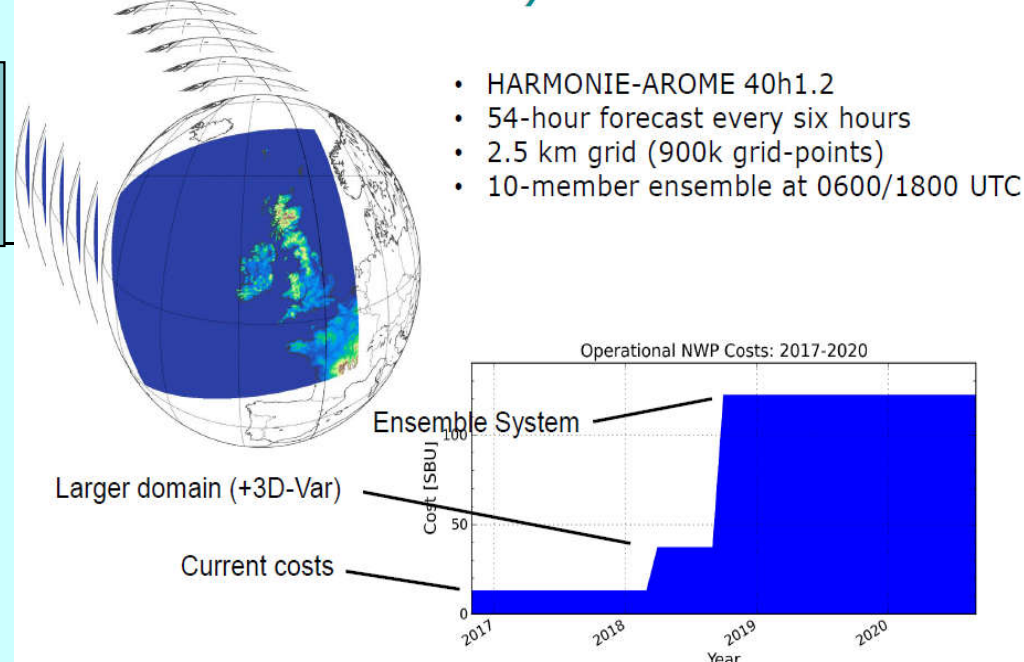 • HARMONIE-AROME 40h1.2
• 54-hour forecast every six hours
• 2.5 km grid (900k grid-points)
• 10-member ensemble at 0600/1800 UTC
Operational NWP Costs: 2017-2020
Ensemble System
Larger domain (+3D-Var)
Current costs
Cost [SBU]
100
50
0
2017
2018
2019
2020
Year